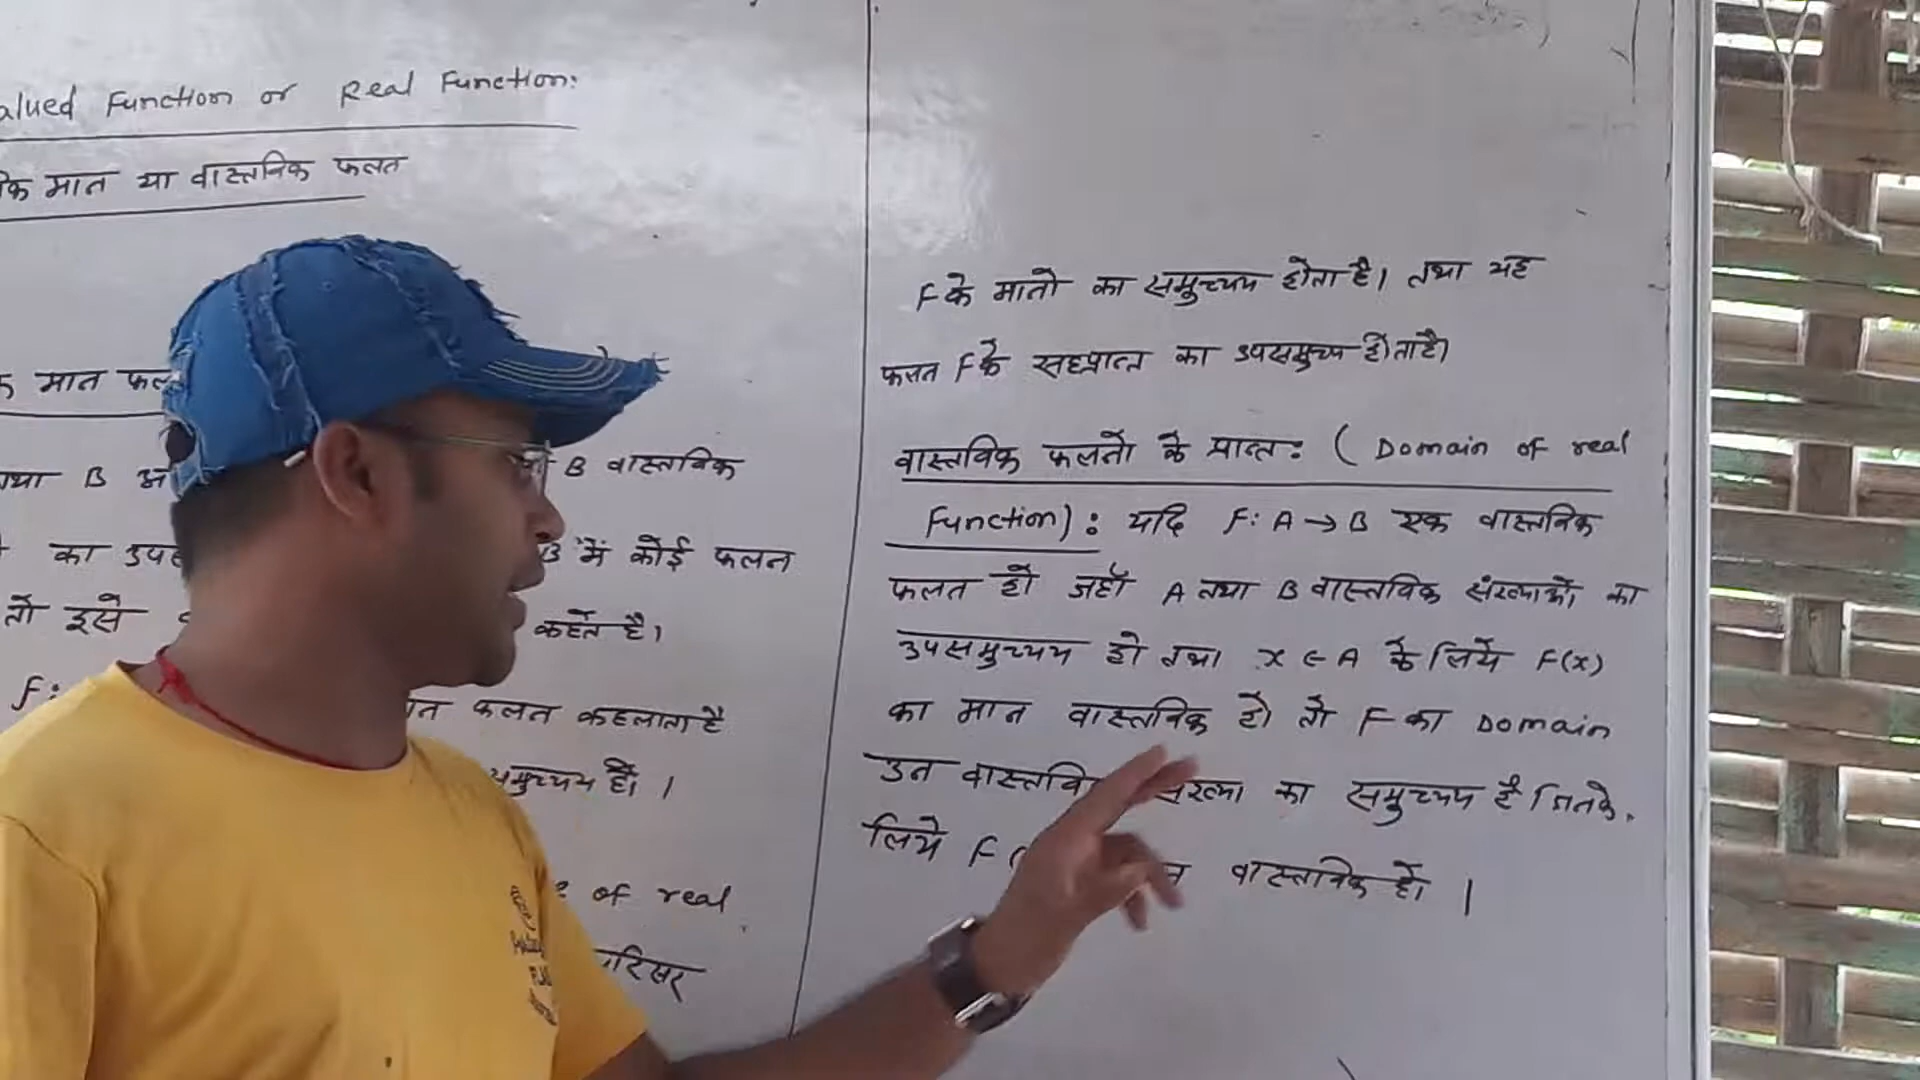 alued Function or Real Function:
क मान या वास्तविक फलन
क मान फल
तथा B अ
B वास्तविक
का उपस
B में कोई फलन
तो इसे
कहते है।
f:
फलन कहलाता है
समुच्चय हो ।
of real
परिसर
F के मानो का समुच्चय होता है। तथा यह
फलन F के सहप्रान्त का उपसमुच्य होता है।
वास्तविक फलनो के प्रान्त: ( Domain of real
Function) : यदि F: A → B एक वास्तविक
फलन हो जहाँ A तथा B वास्तविक संख्याओं का
उपसमुच्चय हो तथा x ∈ A के लिये F(x)
का मान वास्तविक हो तो F का Domain
उन वास्तवि संख्या का समुच्चय है जिनके
लिये F( न वास्तविक हो ।